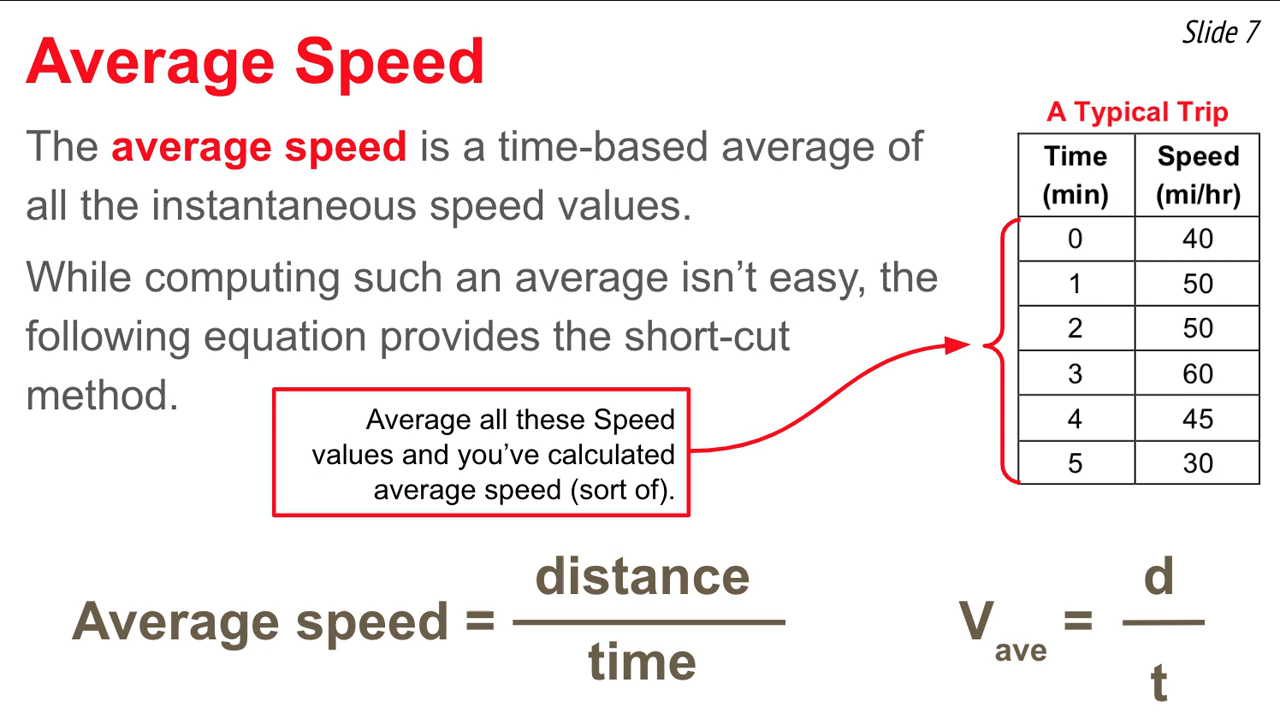 Slide 7
Average Speed
The average speed is a time-based average of
all the instantaneous speed values.
While computing such an average isn’t easy, the
following equation provides the short-cut
method.
Average all these Speed
values and you’ve calculated
average speed (sort of).
A Typical Trip
Time (min) Speed (mi/hr)
0 40
1 50
2 50
3 60
4 45
5 30
Average speed = distance / time
Vave = d / t